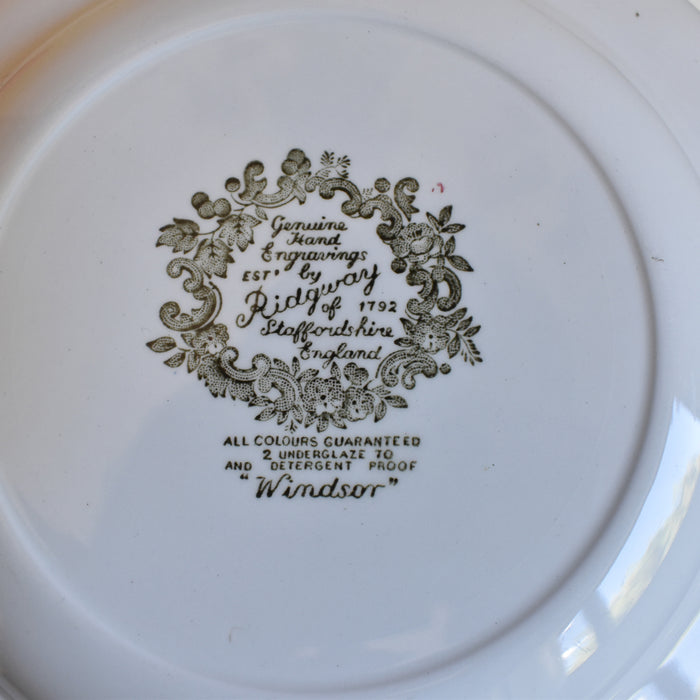 Genuine
Hand
Engravings
EST' by
Ridgway
of 1792
Staffordshire
England
ALL COLOURS GUARANTEED
2 UNDERGLAZE 70
AND DETERGENT PROOF
"Windsor"